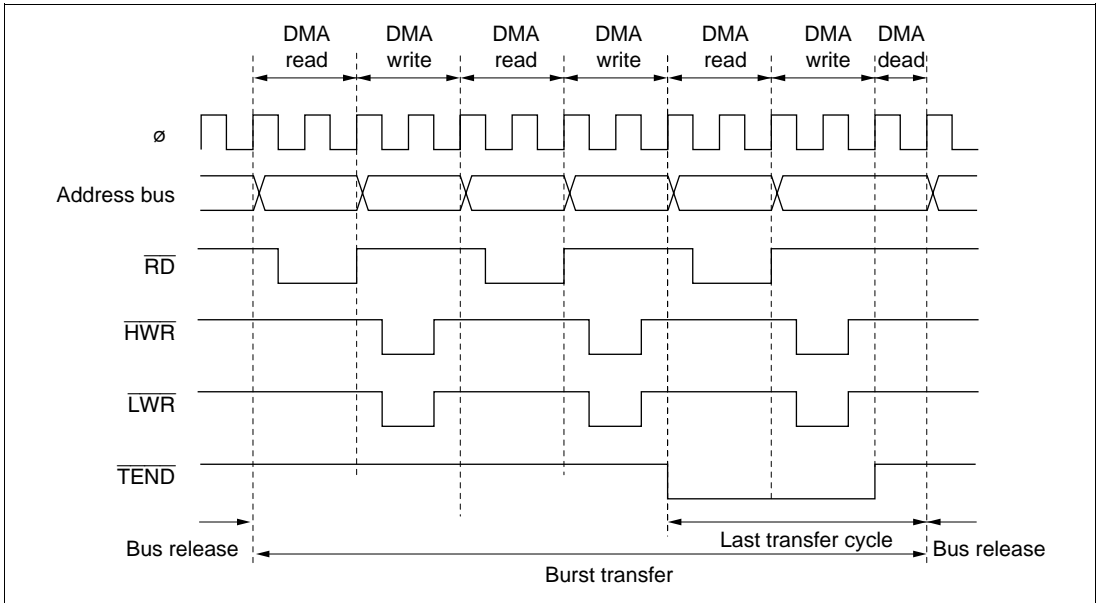 DMA read
DMA write
DMA read
DMA write
DMA read
DMA write
DMA dead
ø
Address bus
RD
HWR
LWR
TEND
Bus release
Last transfer cycle
Bus release
Burst transfer